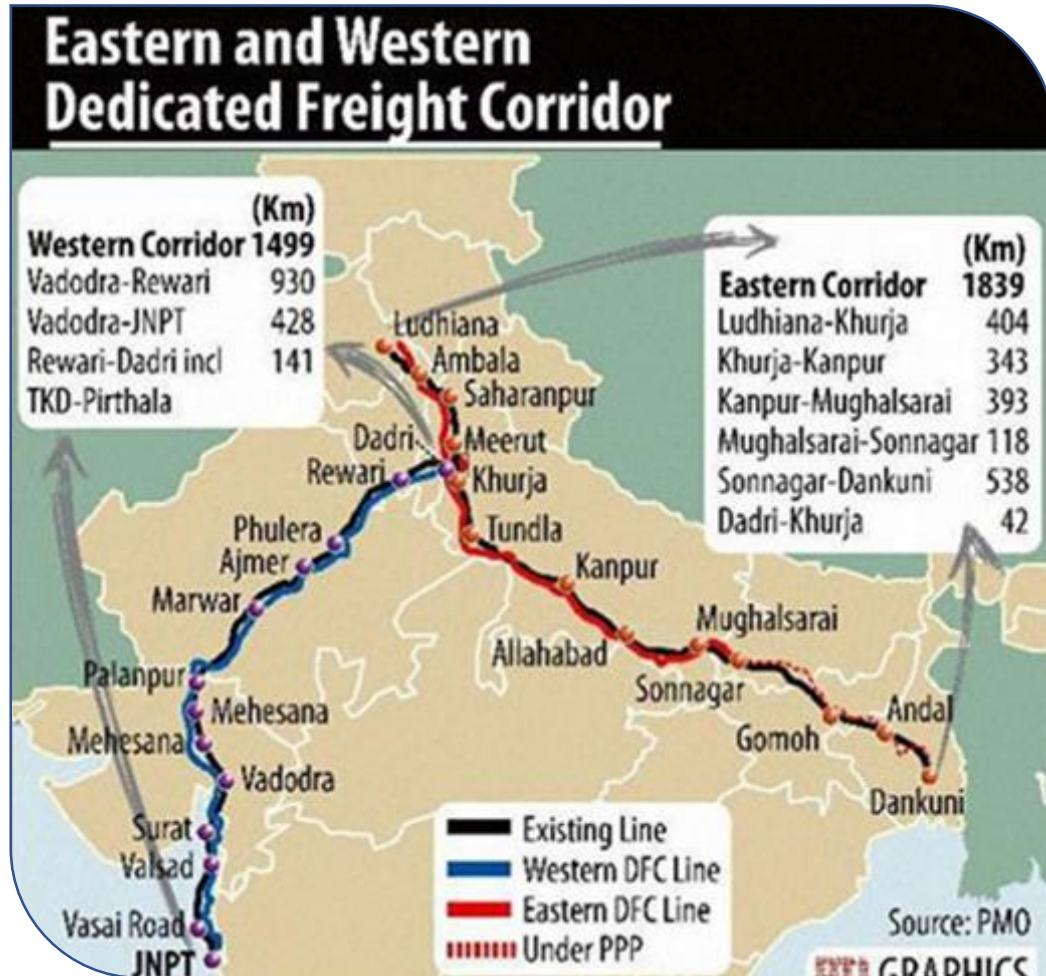 Eastern and Western
Dedicated Freight Corridor
(Km)
Western Corridor 1499
Vadodra-Rewari 930
Vadodra-JNPT 428
Rewari-Dadri incl 141
TKD-Pirthala
(Km)
Eastern Corridor 1839
Ludhiana-Khurja 404
Khurja-Kanpur 343
Kanpur-Mughalsarai 393
Mughalsarai-Sonnagar 118
Sonnagar-Dankuni 538
Dadri-Khurja 42
Ludhiana
Ambala
Saharanpur
Dadri
Meerut
Rewari
Khurja
Phulera
Tundla
Ajmer
Kanpur
Marwar
Mughalsarai
Allahabad
Palanpur
Sonnagar
Mehesana
Andal
Mehesana
Gomoh
Vadodra
Dankuni
Surat
Valsad
Vasai Road
JNPT
Existing Line
Western DFC Line
Eastern DFC Line
Under PPP
Source: PMO
GRAPHICS